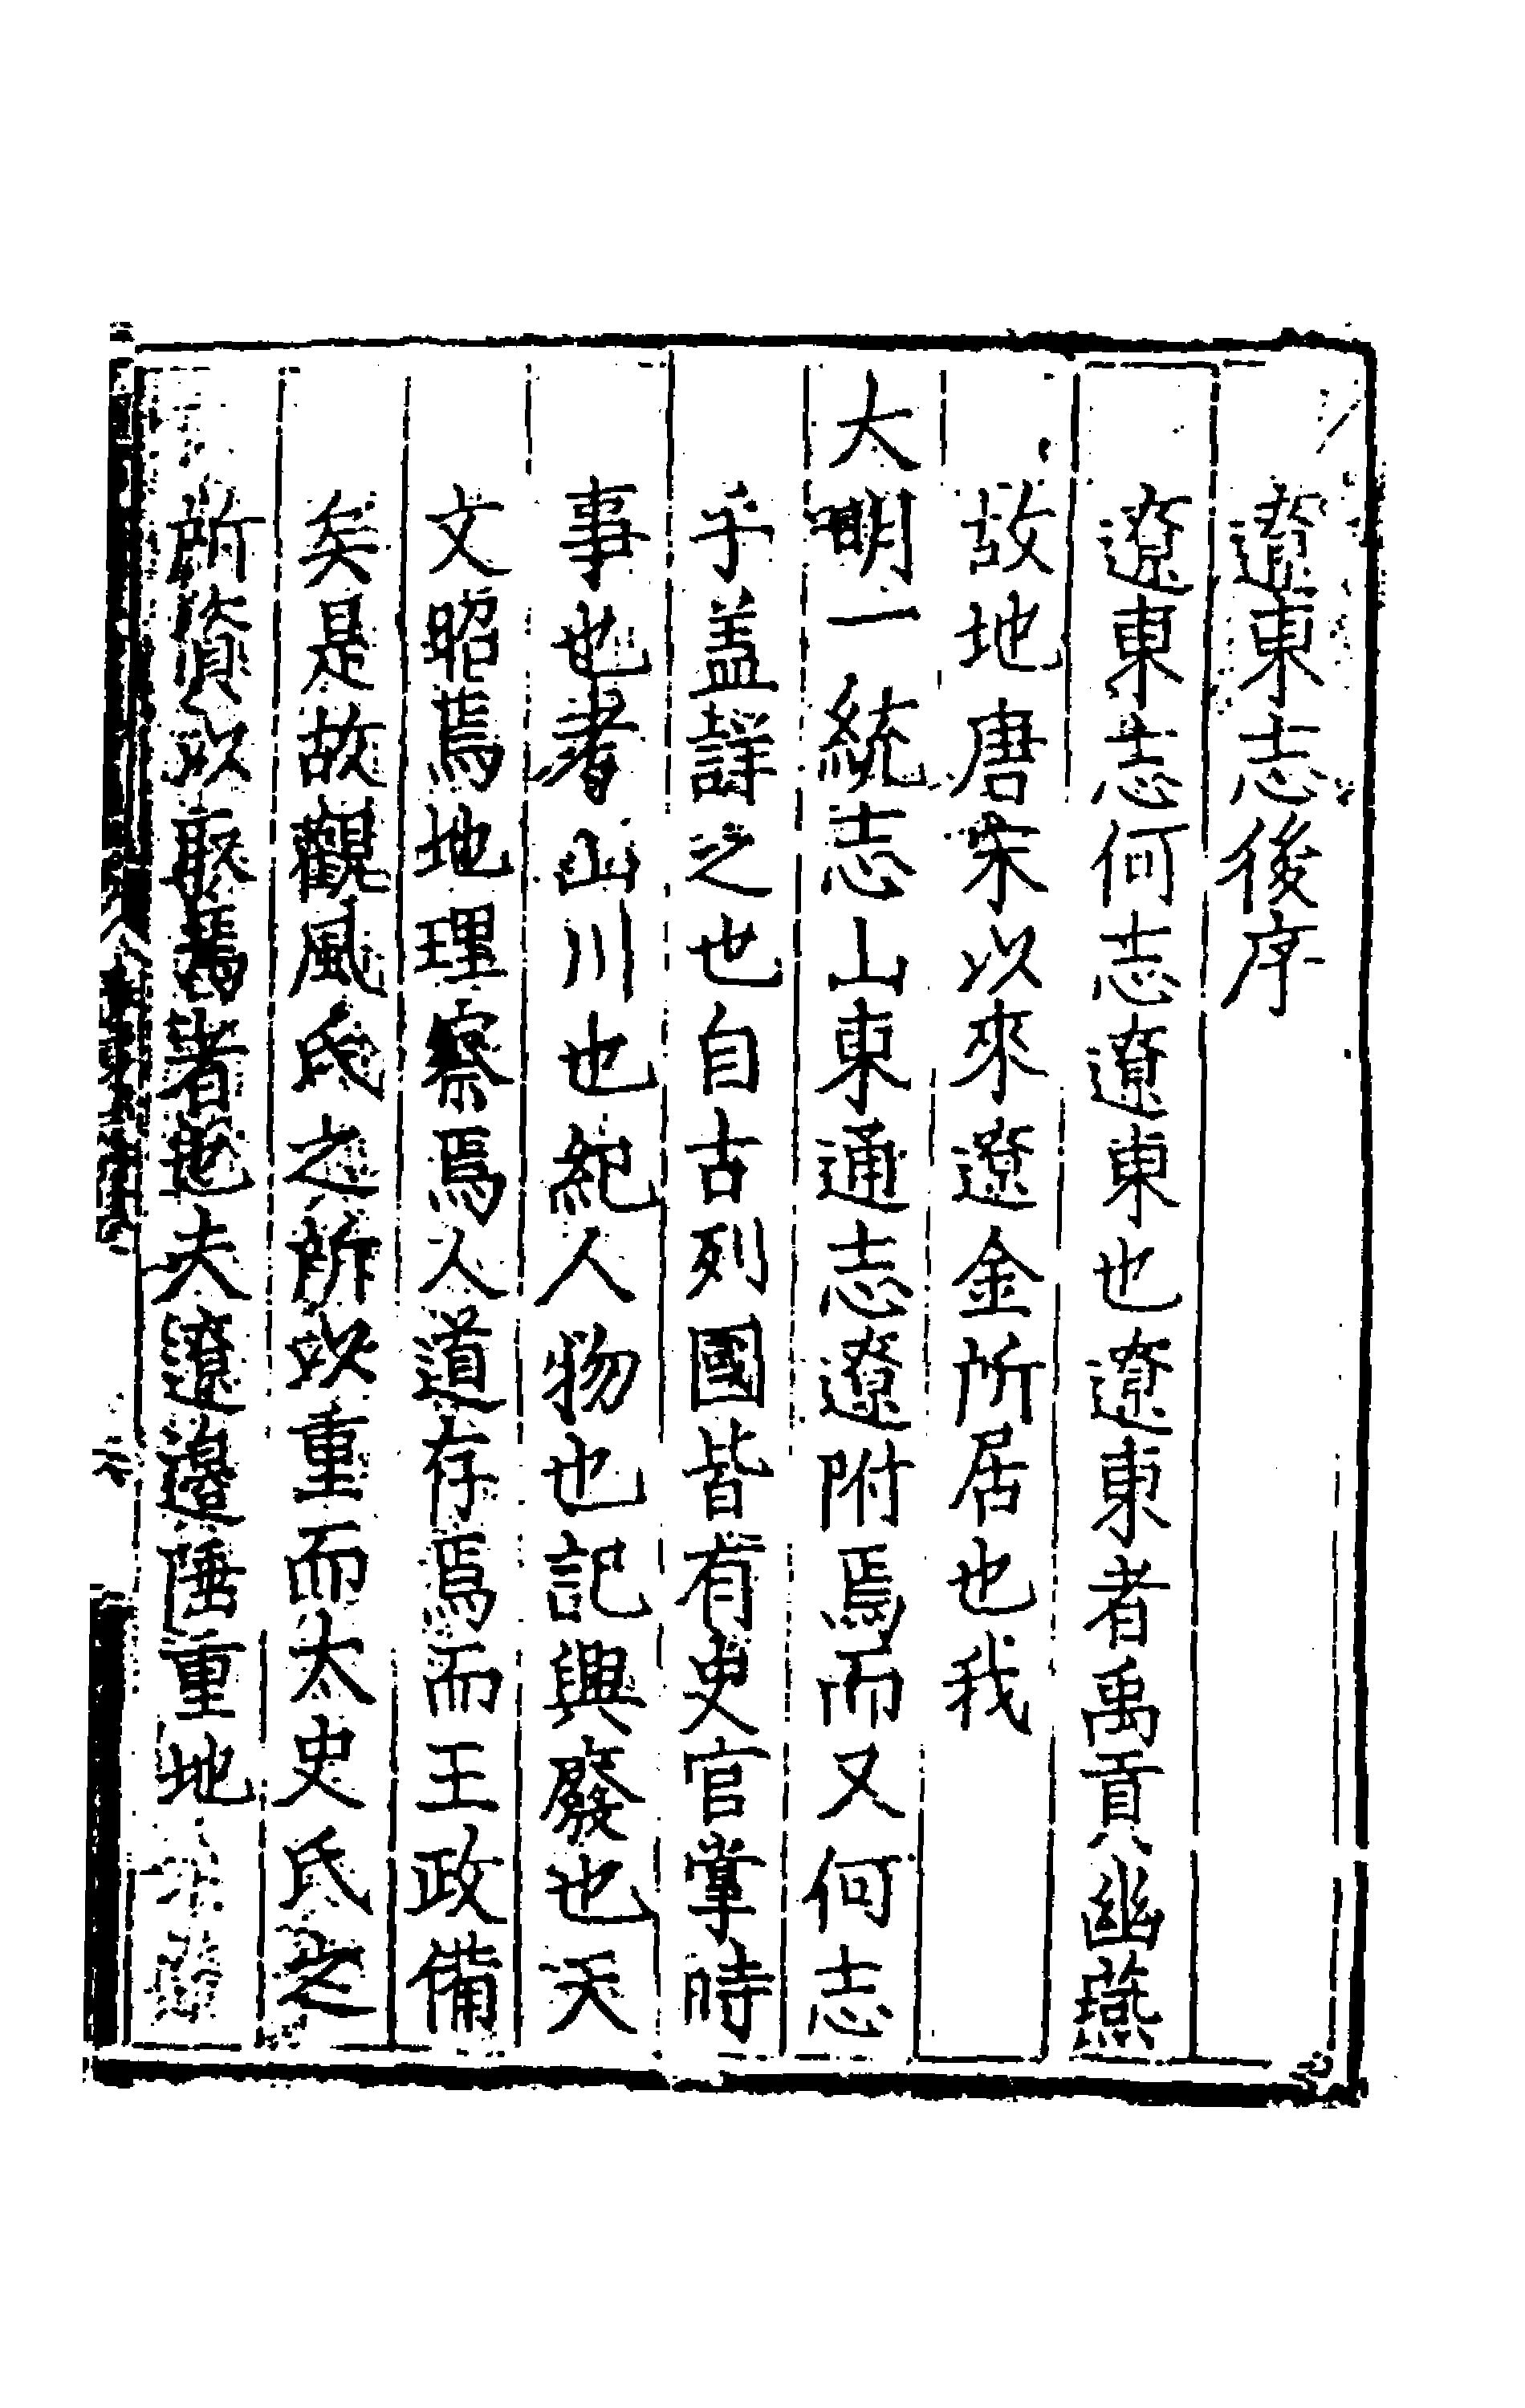 遼東志後序
遼東志何志遼東也遼東者禹貢幽燕
故地唐宋以來遼金所居也我
大明一統志山東通志遼附焉而又何志
乎盖詳之也自古列國皆有史官掌時
事也者山川也紀人物也記興廢也天
文昭焉地理察焉人道存焉而王政備
矣是故觀風氏之所以重而太史氏之
所資以取焉者也夫遼邊陲重地